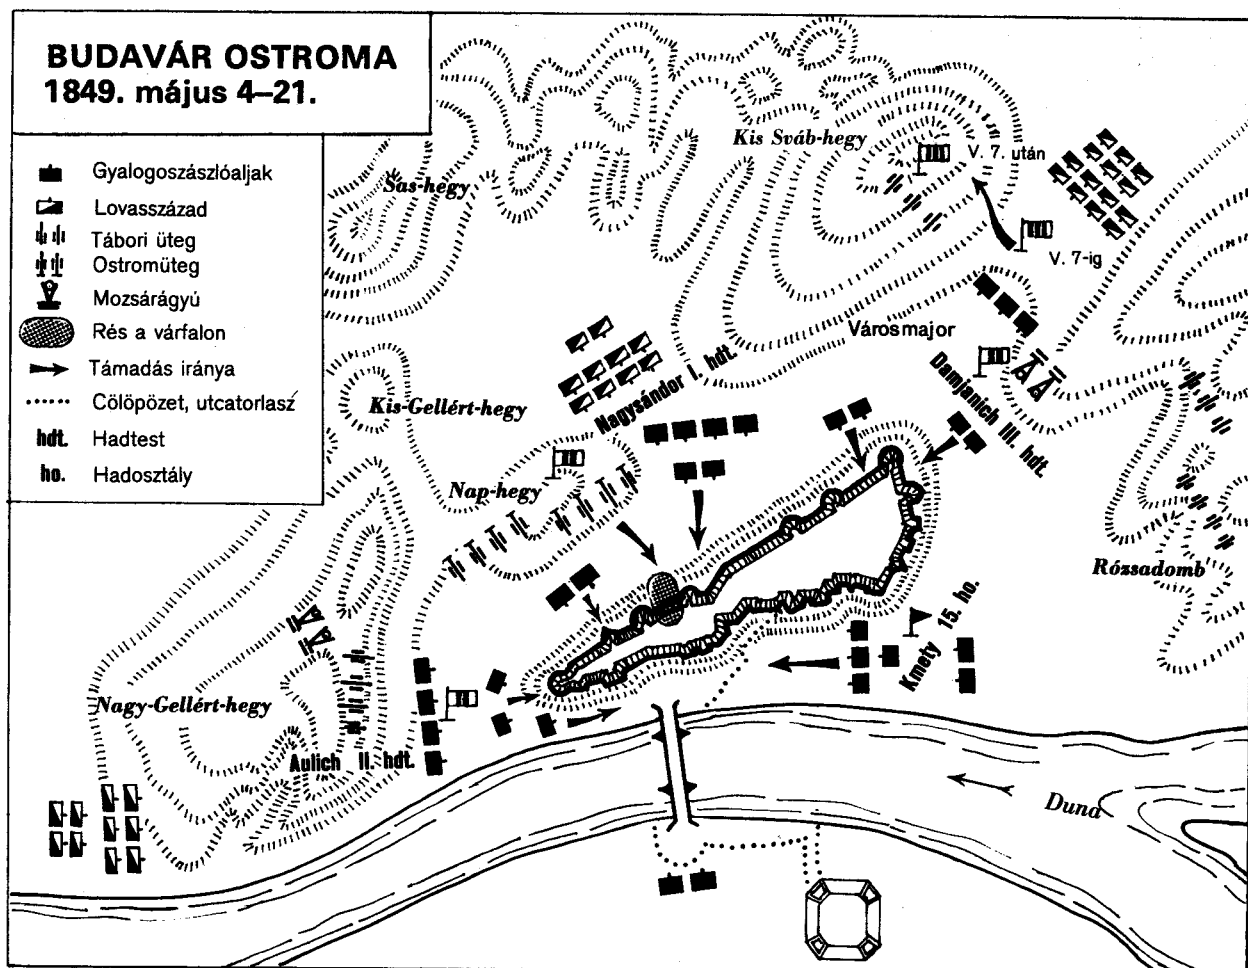 BUDAVÁR OSTROMA
1849. május 4–21.
Gyalogoszászlóaljak
Lovasszázad
Tábori üteg
Ostromüteg
Mozsárágyú
Rés a várfalon
Támadás iránya
Cölöpözet, utcatorlasz
hdt. Hadtest
ho. Hadosztály
Kis Sváb-hegy
V. 7. után
Sas-hegy
V. 7-ig
Városmajor
Nagysándor I. hdt.
Damjanich III. hdt.
Kis-Gellért-hegy
Nap-hegy
Rózsadomb
Kmety 15. ho.
Nagy-Gellért-hegy
Aulich II. hdt.
Duna